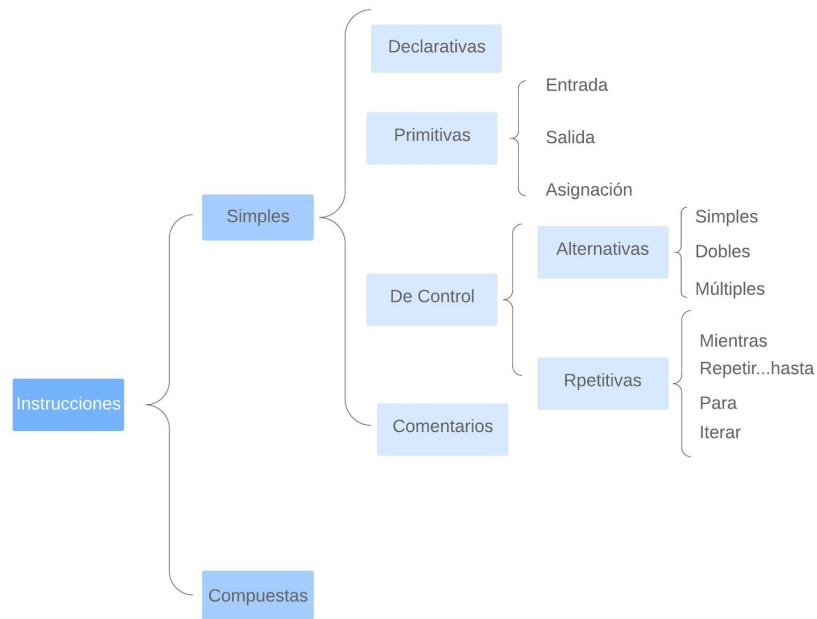 Declarativas
Entrada
Primitivas
Salida
Asignación
Simples
Simples
Alternativas
Dobles
Múltiples
De Control
Mientras
Repetir...hasta
Rpetitivas
Para
Instrucciones
Comentarios
Iterar
Compuestas